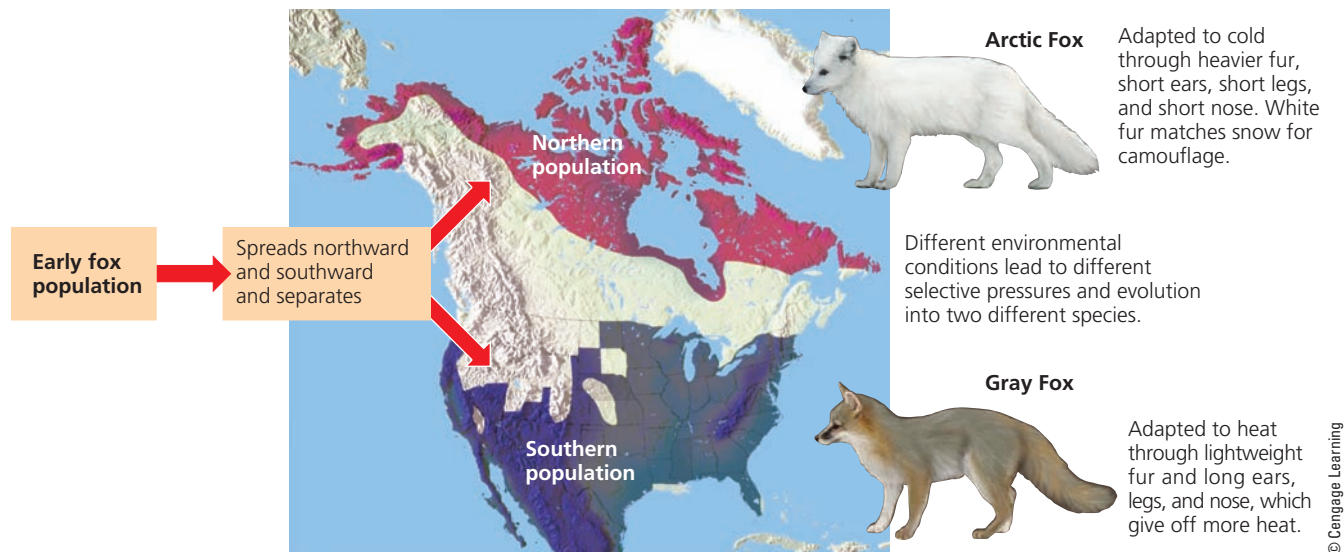 Early fox
population
Spreads northward
and southward
and separates
Northern
population
Southern
population
Arctic Fox
Adapted to cold
through heavier fur,
short ears, short legs,
and short nose. White
fur matches snow for
camouflage.
Different environmental
conditions lead to different
selective pressures and evolution
into two different species.
Gray Fox
Adapted to heat
through lightweight
fur and long ears,
legs, and nose, which
give off more heat.
© Cengage Learning